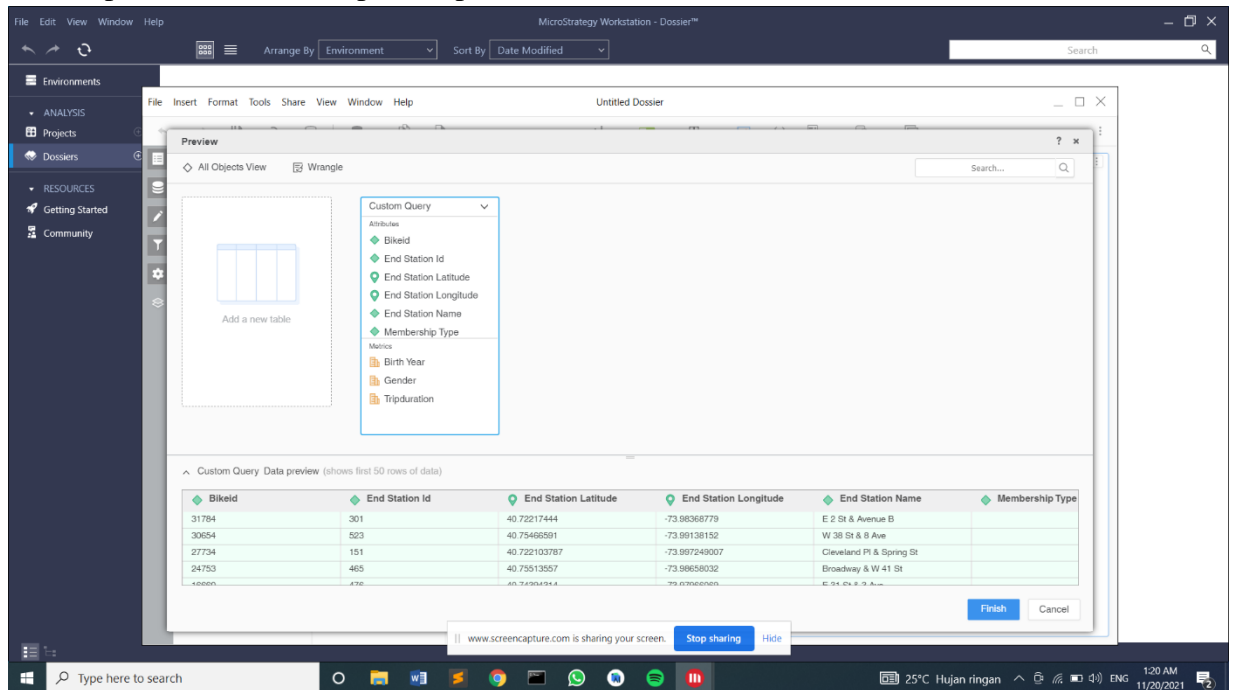 File Edit View Window Help
MicroStrategy Workstation - Dossier™
Arrange By Environment Sort By Date Modified Search
Environments
ANALYSIS
Projects
Dossiers
RESOURCES
Getting Started
Community
File Insert Format Tools Share View Window Help Untitled Dossier
Preview ?
All Objects View Wrangle Search...
Add a new table
Custom Query
Attributes
Bikeid
End Station Id
End Station Latitude
End Station Longitude
End Station Name
Membership Type
Metrics
Birth Year
Gender
Tripduration
Custom Query Data preview (shows first 50 rows of data)
Bikeid End Station Id End Station Latitude End Station Longitude End Station Name Membership Type
31784 301 40.72217444 -73.98368779 E 2 St & Avenue B
30654 523 40.75466591 -73.99138152 W 38 St & 8 Ave
27734 151 40.722103787 -73.997249007 Cleveland Pl & Spring St
24753 465 40.75513557 -73.98658032 Broadway & W 41 St
Finish Cancel
www.screencapture.com is sharing your screen. Stop sharing Hide
Type here to search
25°C Hujan ringan ENG
1:20 AM
11/20/2021
2